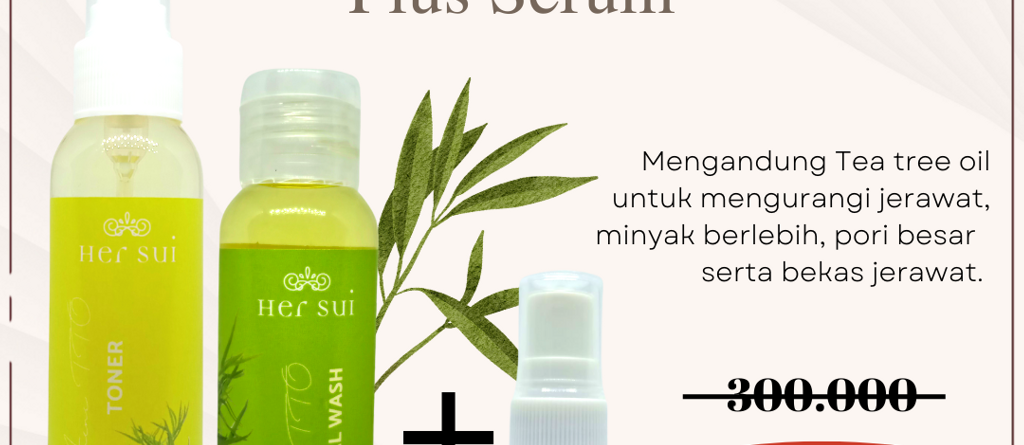 Plus Serum
Her Sui
TONER
Her Sui
TTO
WASH
Mengandung Tea tree oil
untuk mengurangi jerawat,
minyak berlebih, pori besar
serta bekas jerawat.
+
300.000